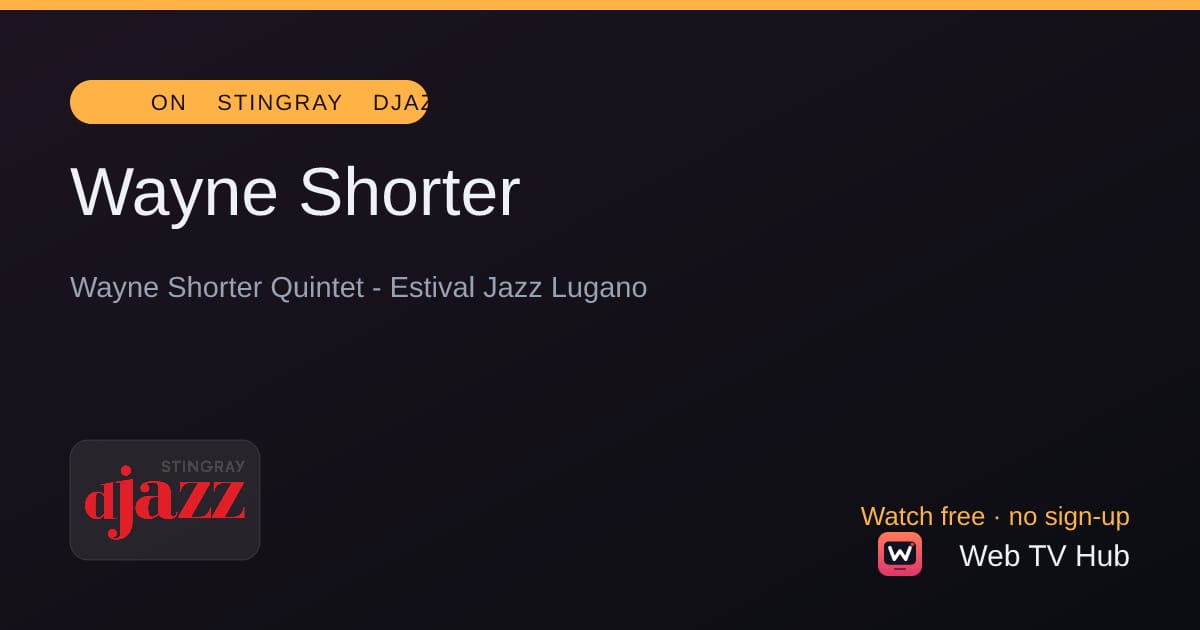 ON STINGRAY DJAZ
Wayne Shorter
Wayne Shorter Quintet - Estival Jazz Lugano
STINGRAY
djazz
Watch free · no sign-up
W
Web TV Hub